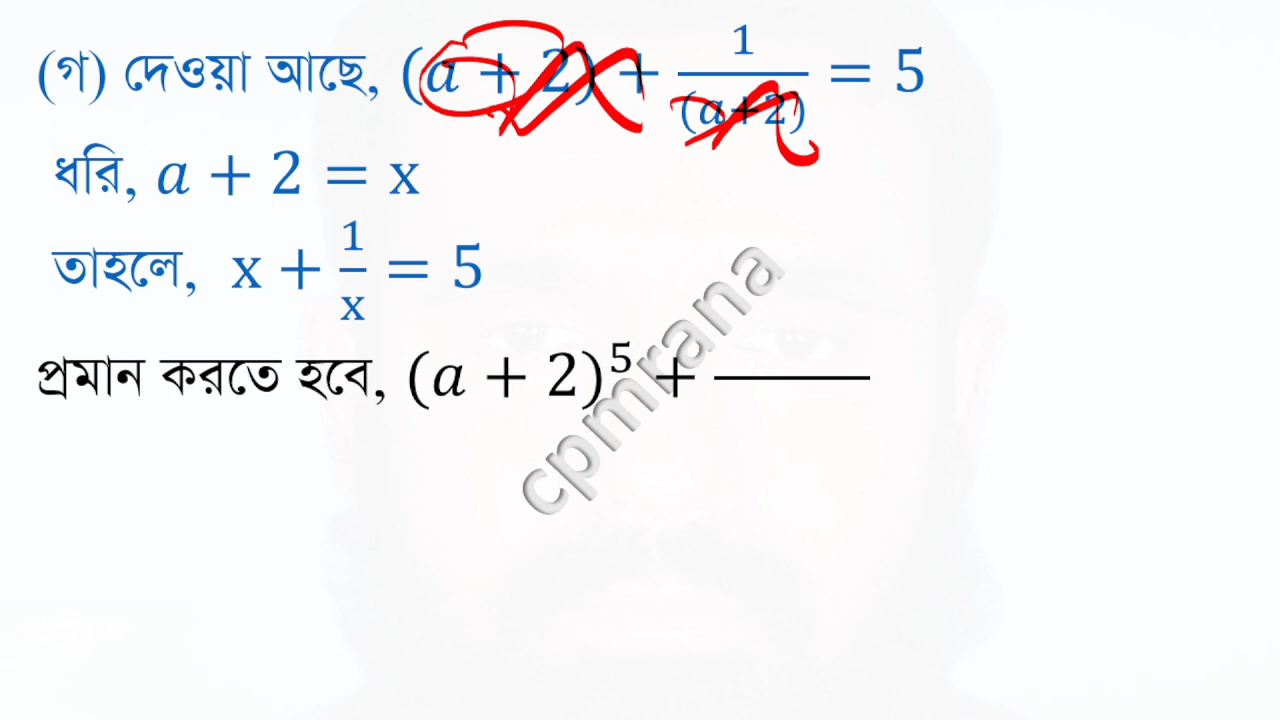 (গ) দেওয়া আছে, (a + 2) + 1/(a+2) = 5
ধরি, a + 2 = x
তাহলে, x + 1/x = 5
প্রমান করতে হবে, (a + 2)⁵ + ———
cpmrana